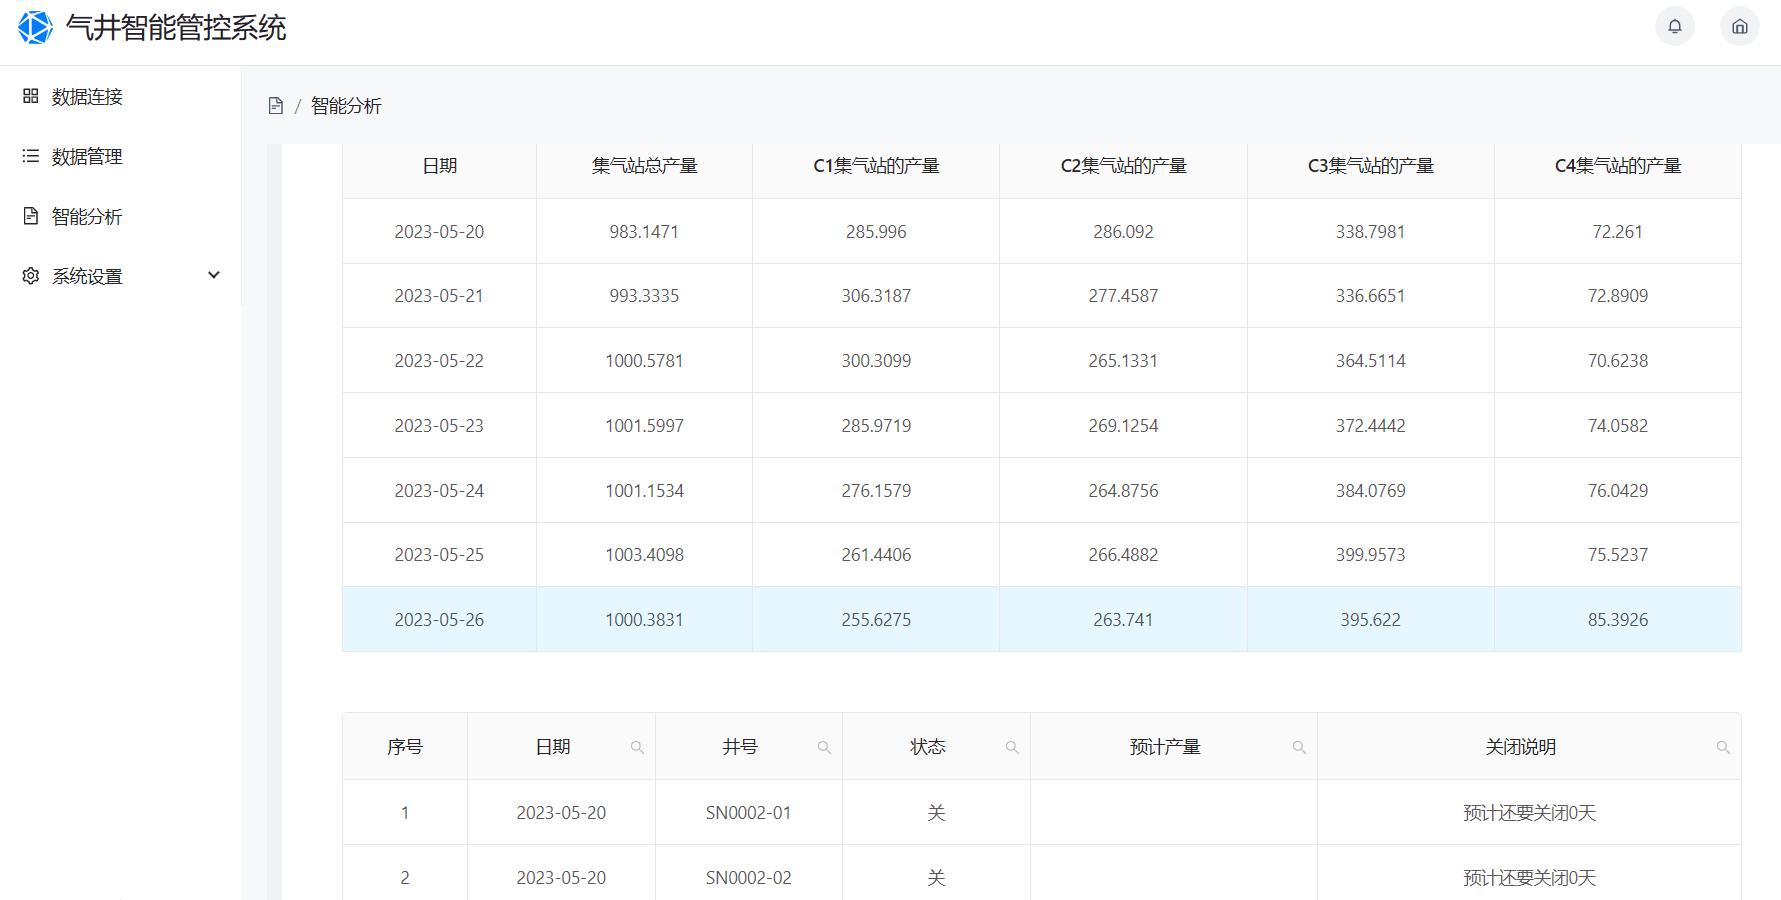 气井智能管控系统
数据连接
数据管理
智能分析
系统设置
/ 智能分析
日期 集气站总产量 C1集气站的产量 C2集气站的产量 C3集气站的产量 C4集气站的产量
2023-05-20 983.1471 285.996 286.092 338.7981 72.261
2023-05-21 993.3335 306.3187 277.4587 336.6651 72.8909
2023-05-22 1000.5781 300.3099 265.1331 364.5114 70.6238
2023-05-23 1001.5997 285.9719 269.1254 372.4442 74.0582
2023-05-24 1001.1534 276.1579 264.8756 384.0769 76.0429
2023-05-25 1003.4098 261.4406 266.4882 399.9573 75.5237
2023-05-26 1000.3831 255.6275 263.741 395.622 85.3926
序号 日期 井号 状态 预计产量 关闭说明
1 2023-05-20 SN0002-01 关 预计还要关闭0天
2 2023-05-20 SN0002-02 关 预计还要关闭0天